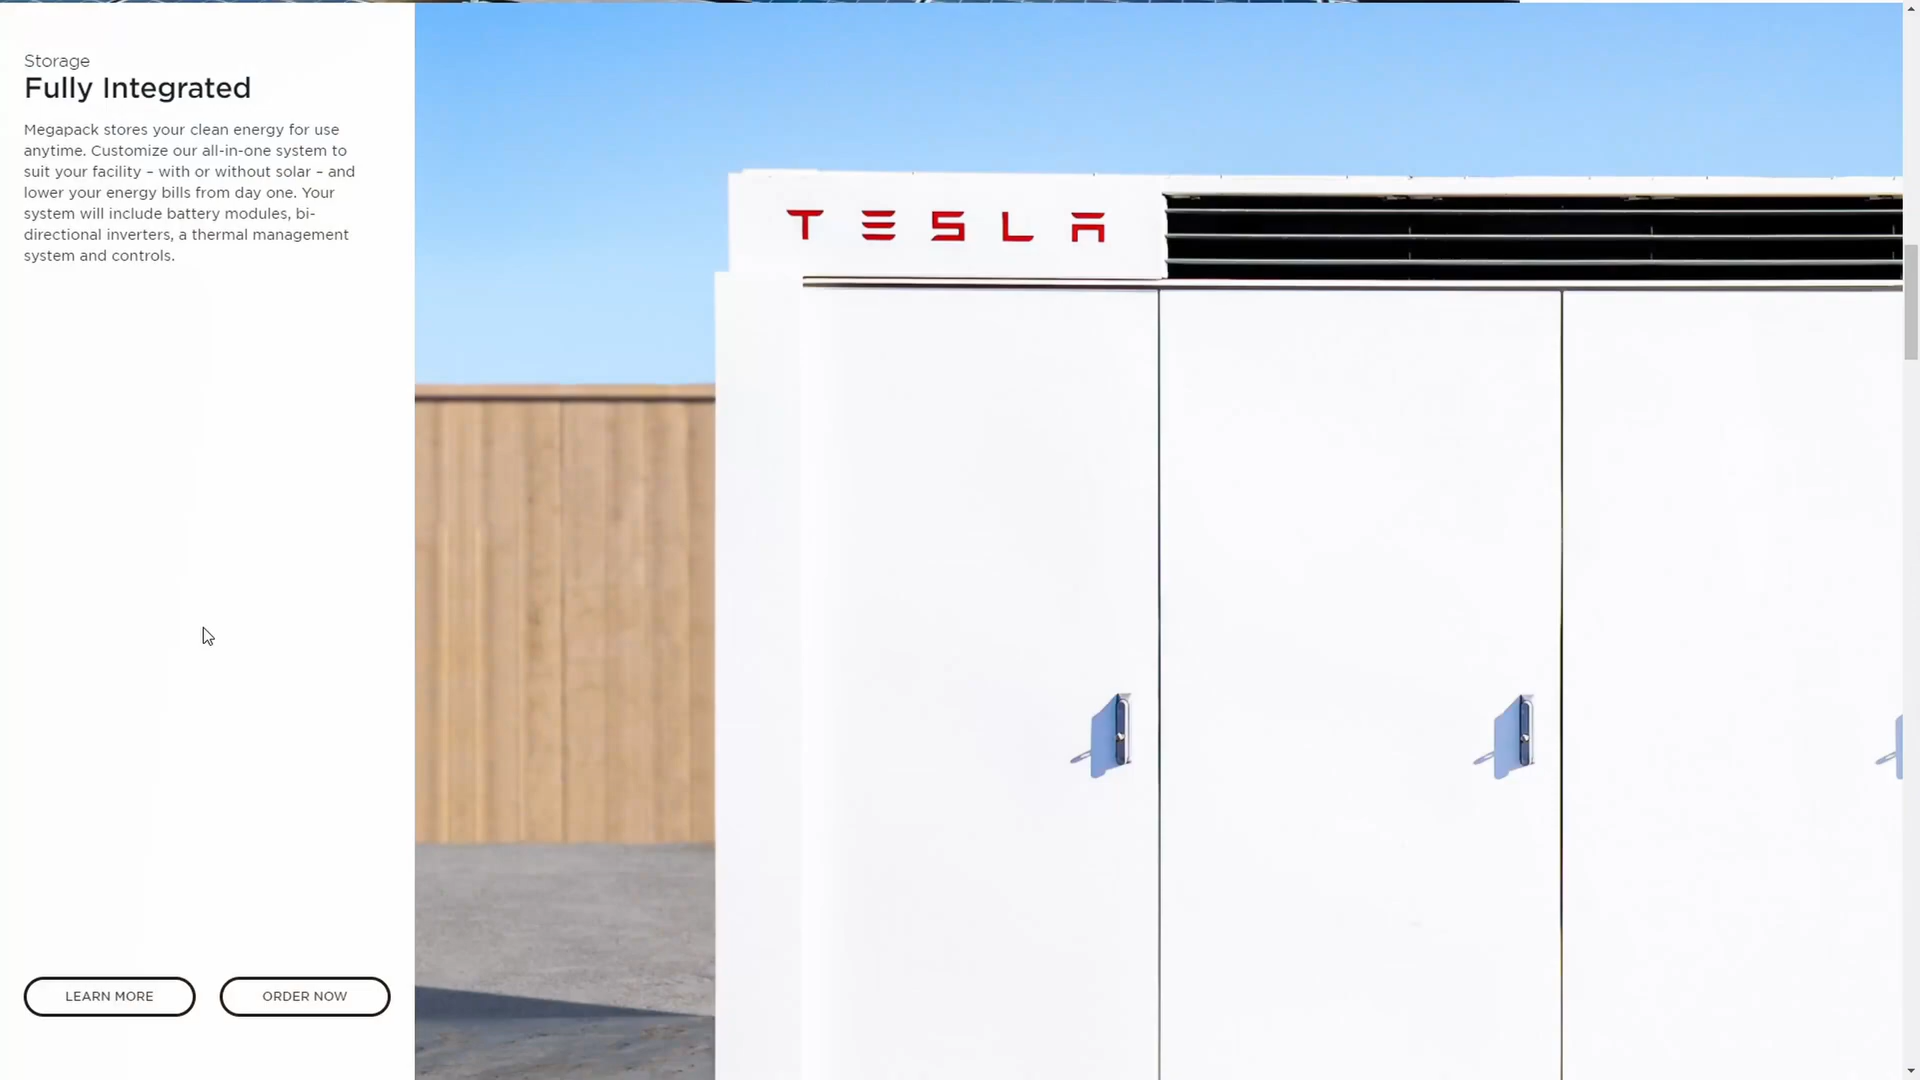 Storage
Fully Integrated
Megapack stores your clean energy for use
anytime. Customize our all-in-one system to
suit your facility – with or without solar – and
lower your energy bills from day one. Your
system will include battery modules, bi-
directional inverters, a thermal management
system and controls.
TESLA
LEARN MORE
ORDER NOW